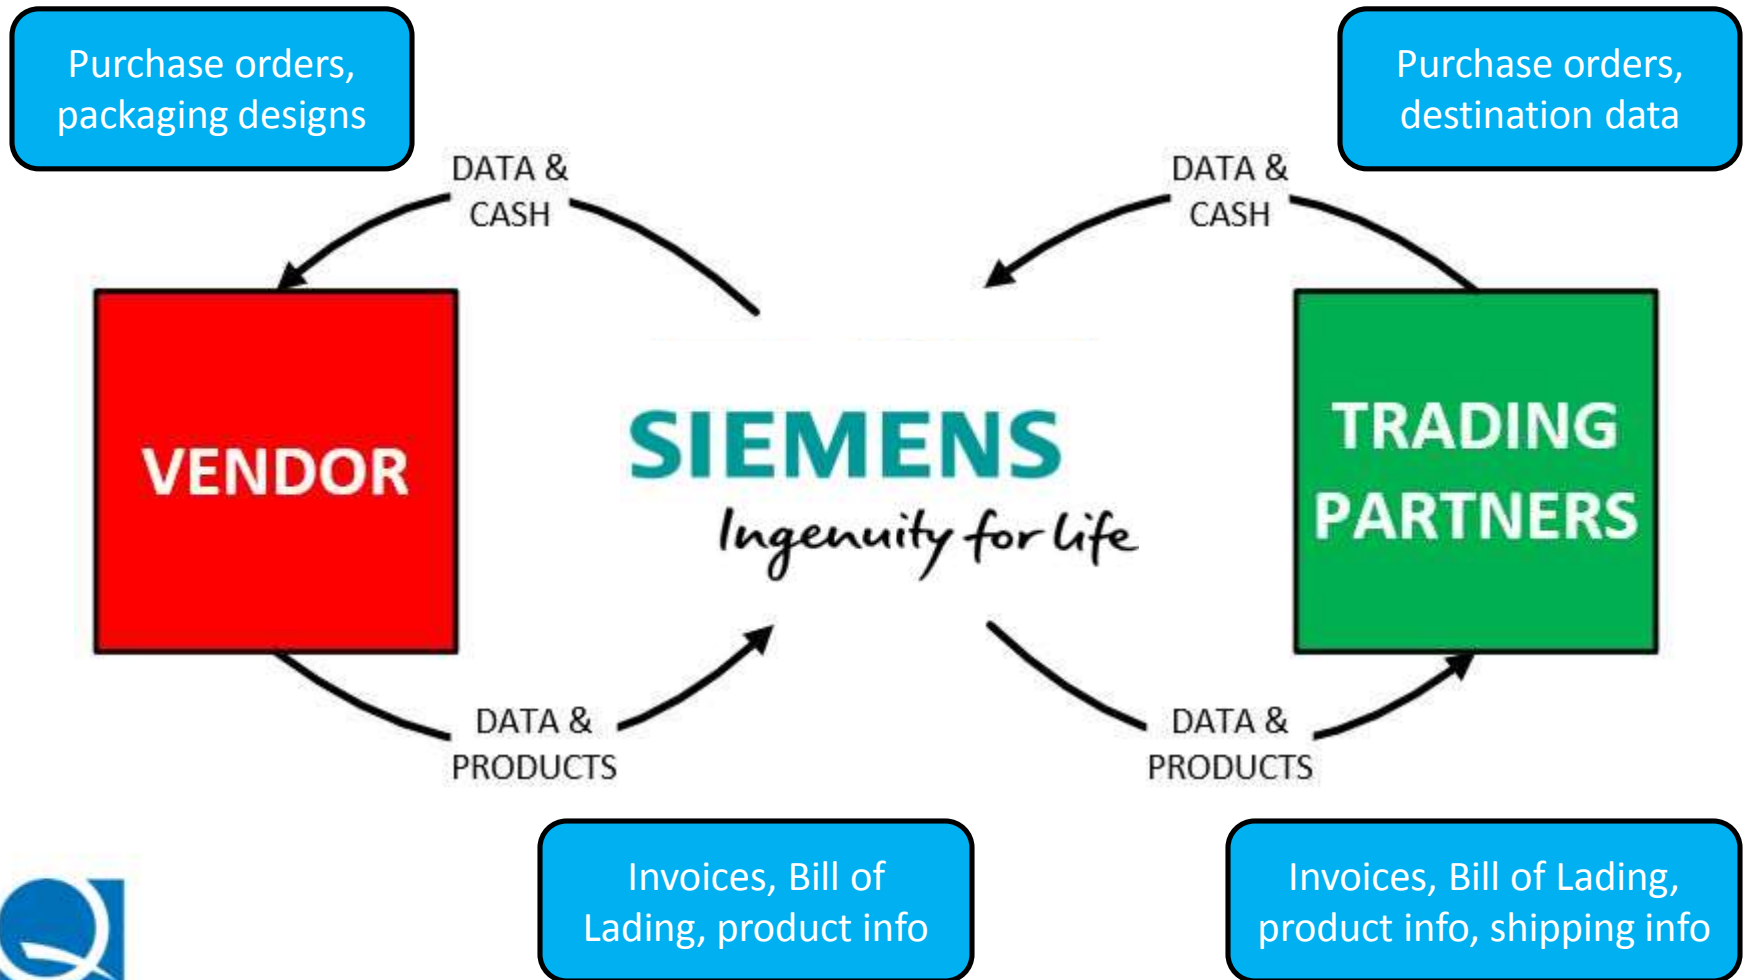 Purchase orders,
packaging designs
Purchase orders,
destination data
DATA &
CASH
DATA &
CASH
VENDOR
SIEMENS
Ingenuity for life
TRADING
PARTNERS
DATA &
PRODUCTS
DATA &
PRODUCTS
Invoices, Bill of
Lading, product info
Invoices, Bill of Lading,
product info, shipping info